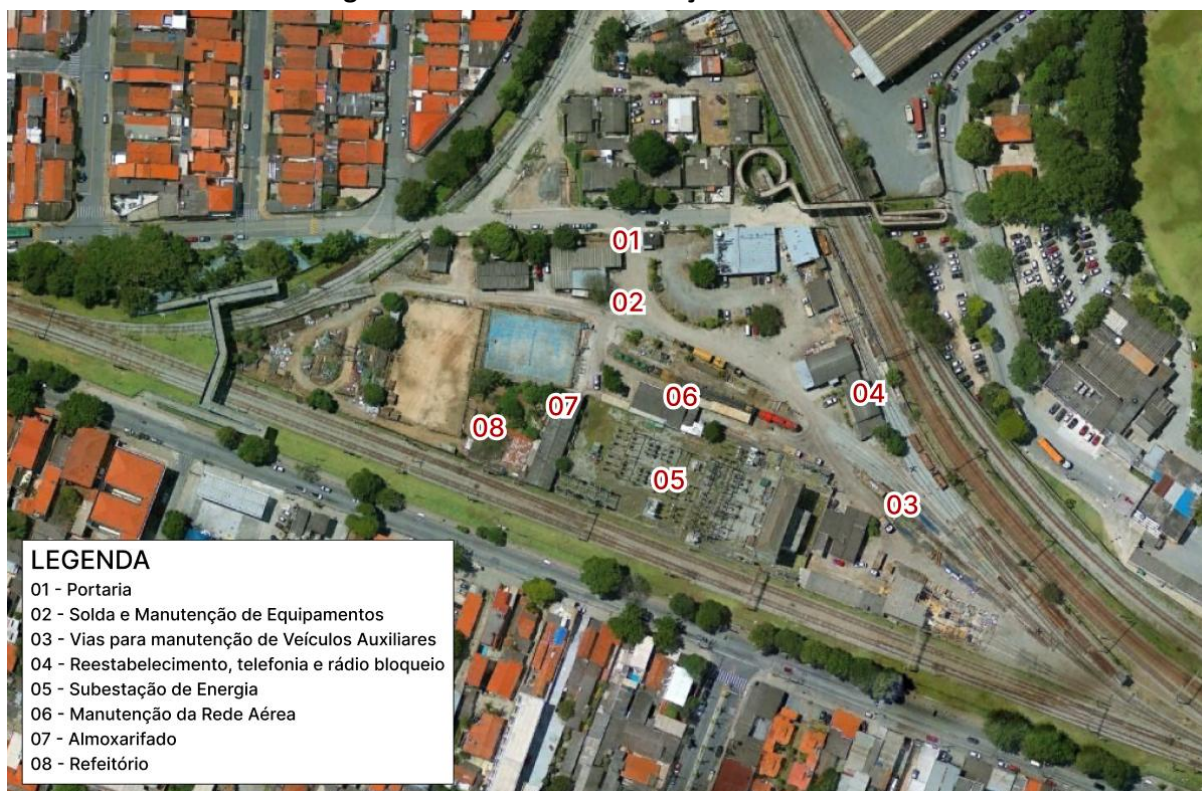 01
02
04
06
07
08
05
03
LEGENDA
01 - Portaria
02 - Solda e Manutenção de Equipamentos
03 - Vias para manutenção de Veículos Auxiliares
04 - Reestabelecimento, telefonia e rádio bloqueio
05 - Subestação de Energia
06 - Manutenção da Rede Aérea
07 - Almoxarifado
08 - Refeitório